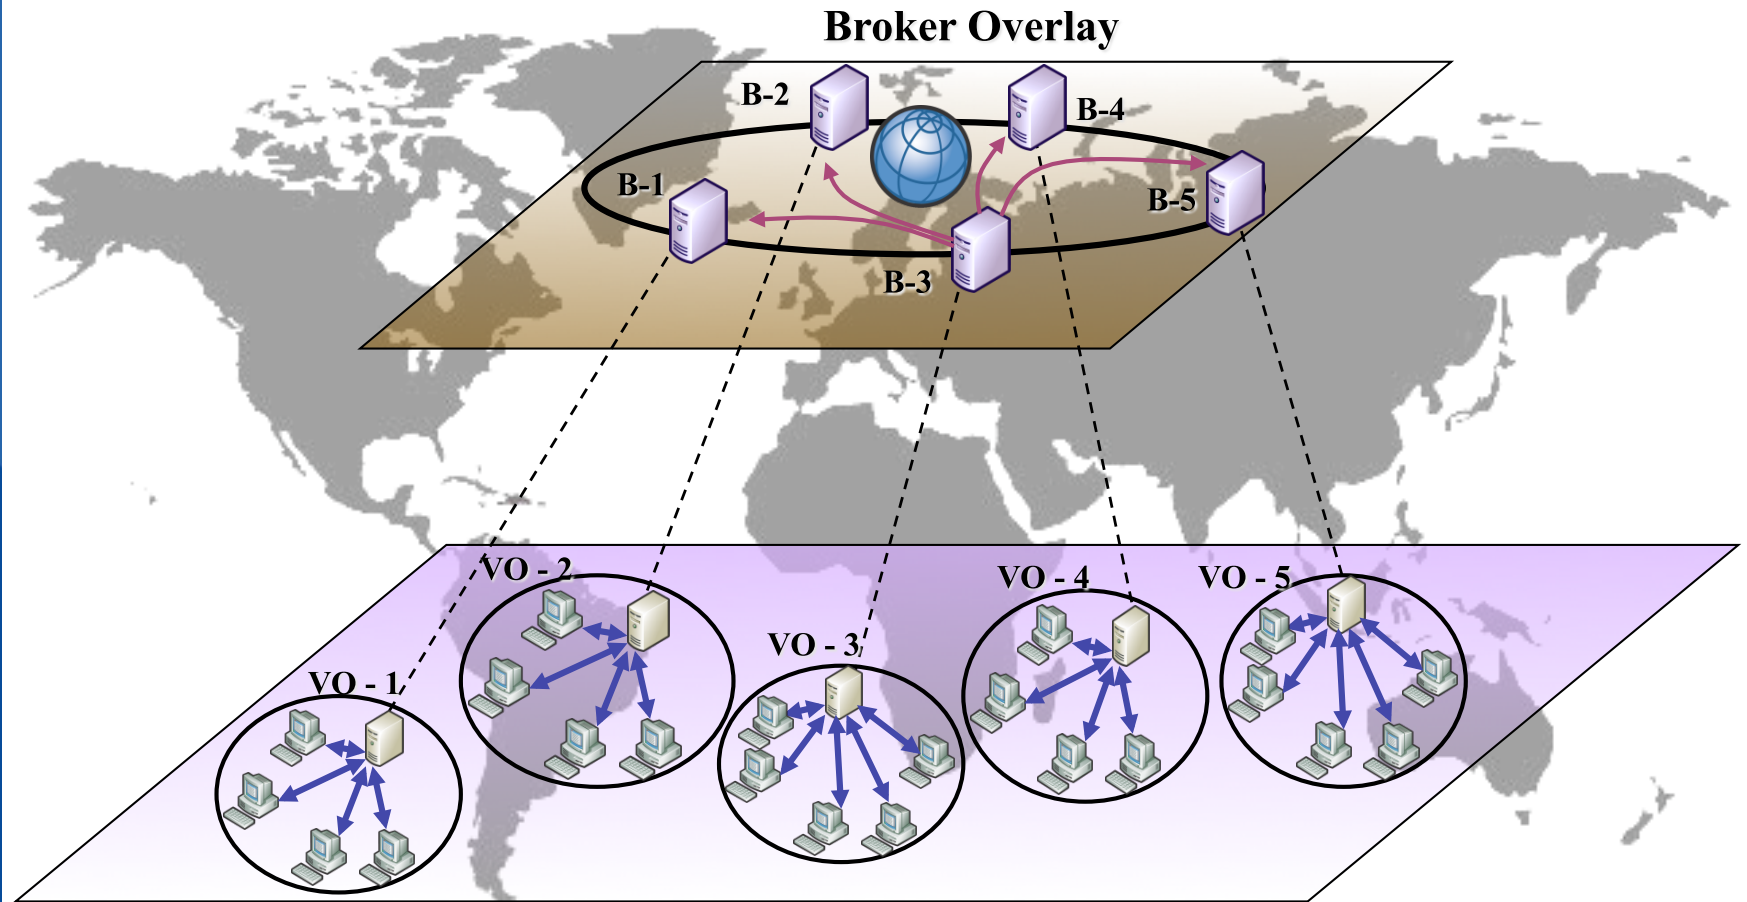 Broker Overlay
B-2
B-4
B-1
B-5
B-3
VO - 2
VO - 4
VO - 5
VO - 3
VO - 1